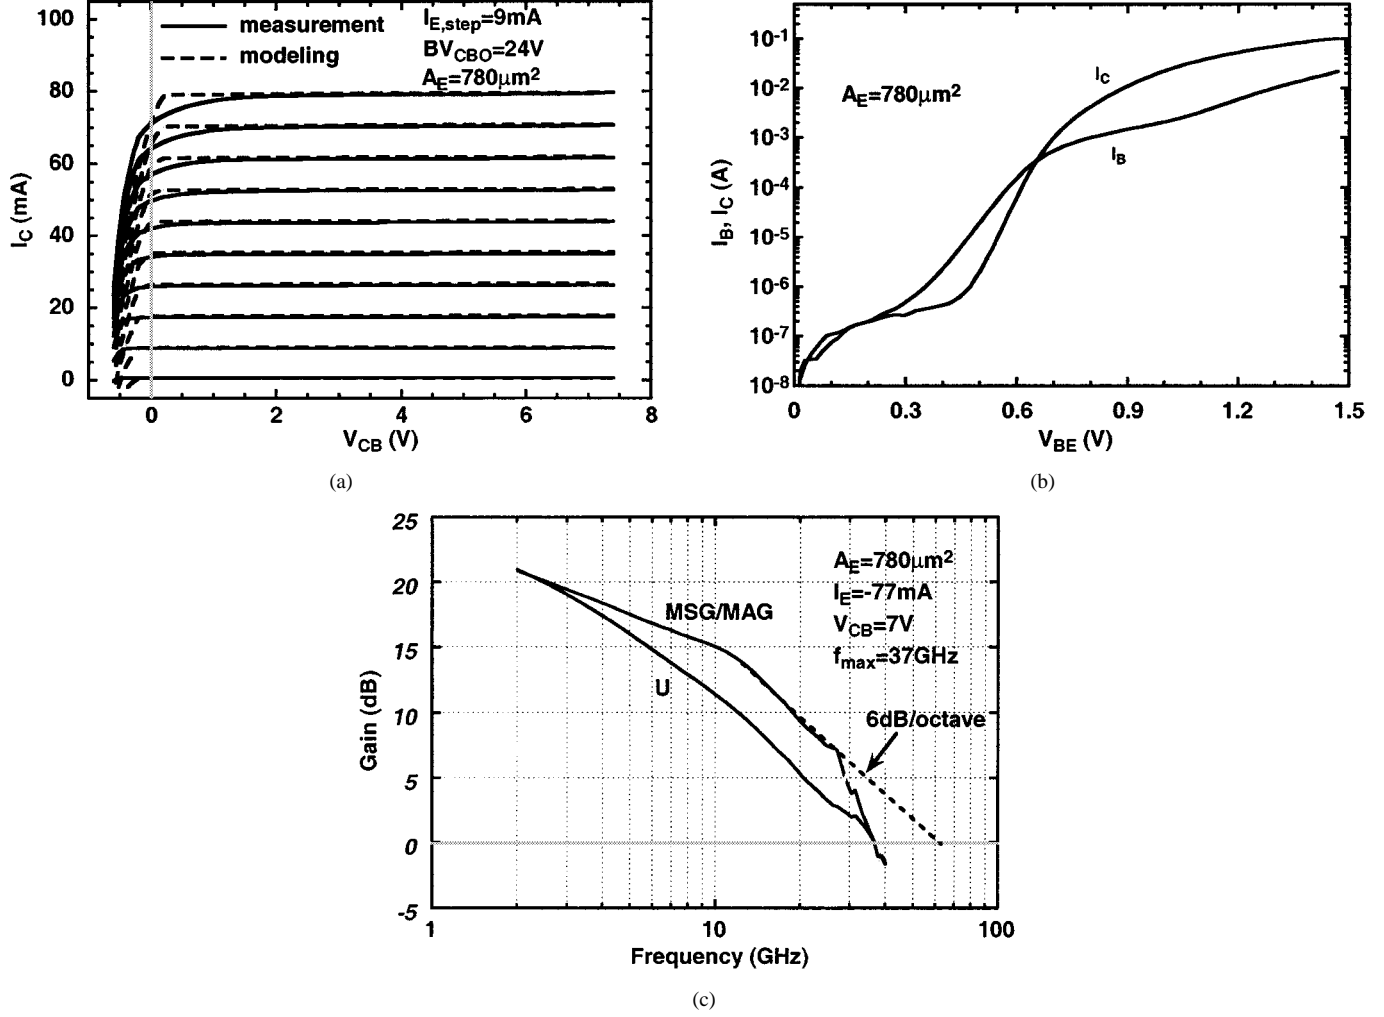 100
80
60
40
20
0
I_C (mA)
measurement
modeling
I_E,step=9mA
BV_CBO=24V
A_E=780μm²
0 2 4 6 8
V_CB (V)
(a)
10⁻¹
10⁻²
10⁻³
10⁻⁴
10⁻⁵
10⁻⁶
10⁻⁷
10⁻⁸
I_B, I_C (A)
A_E=780μm²
I_C
I_B
0 0.3 0.6 0.9 1.2 1.5
V_BE (V)
(b)
25
20
15
10
5
0
-5
Gain (dB)
MSG/MAG
U
A_E=780μm²
I_E=-77mA
V_CB=7V
f_max=37GHz
6dB/octave
1 10 100
Frequency (GHz)
(c)